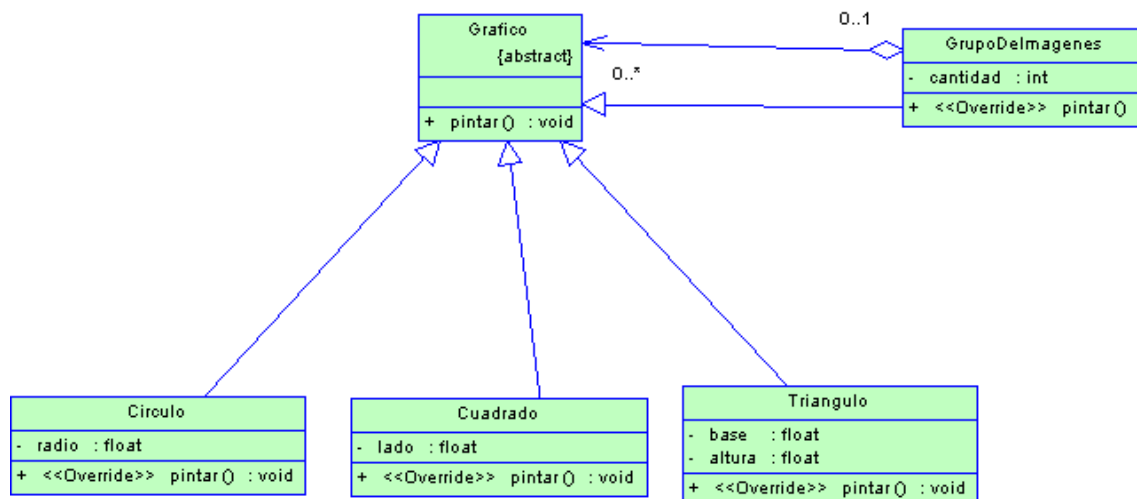 Grafico
{abstract}
+ pintar() : void
0..1
0..*
GrupoDeImagenes
- cantidad : int
+ <<Override>> pintar()
Circulo
- radio : float
+ <<Override>> pintar() : void
Cuadrado
- lado : float
+ <<Override>> pintar() : void
Triangulo
- base : float
- altura : float
+ <<Override>> pintar() : void